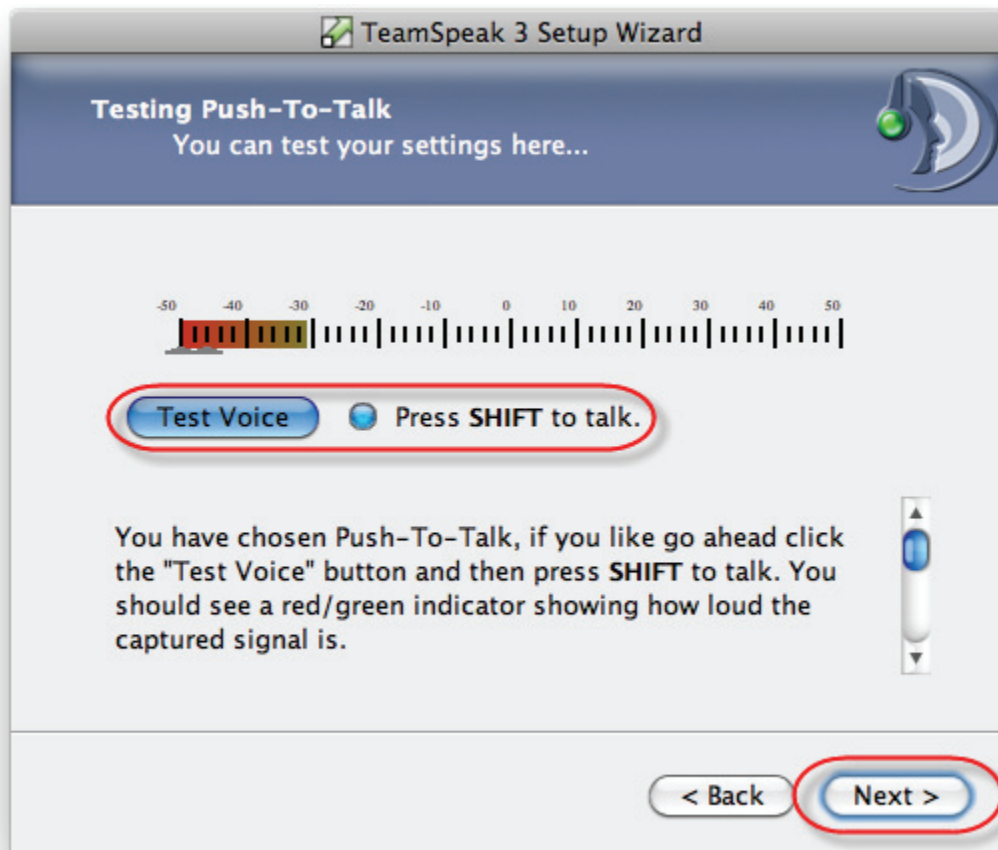 TeamSpeak 3 Setup Wizard
Testing Push-To-Talk
You can test your settings here...
-50 -40 -30 -20 -10 0 10 20 30 40 50
Test Voice Press SHIFT to talk.
You have chosen Push-To-Talk, if you like go ahead click
the "Test Voice" button and then press SHIFT to talk. You
should see a red/green indicator showing how loud the
captured signal is.
< Back Next >